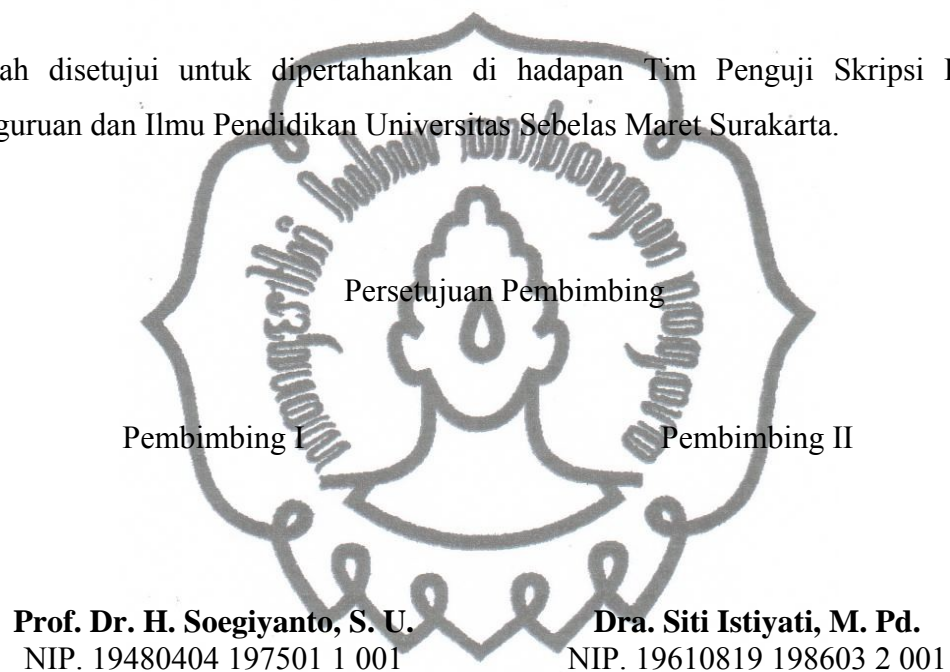 ah disetujui untuk dipertahankan di hadapan Tim Penguji Skripsi
guruan dan Ilmu Pendidikan Universitas Sebelas Maret Surakarta.
Persetujuan Pembimbing
Pembimbing I Pembimbing II
Prof. Dr. H. Soegiyanto, S. U. Dra. Siti Istiyati, M. Pd.
NIP. 19480404 197501 1 001 NIP. 19610819 198603 2 001